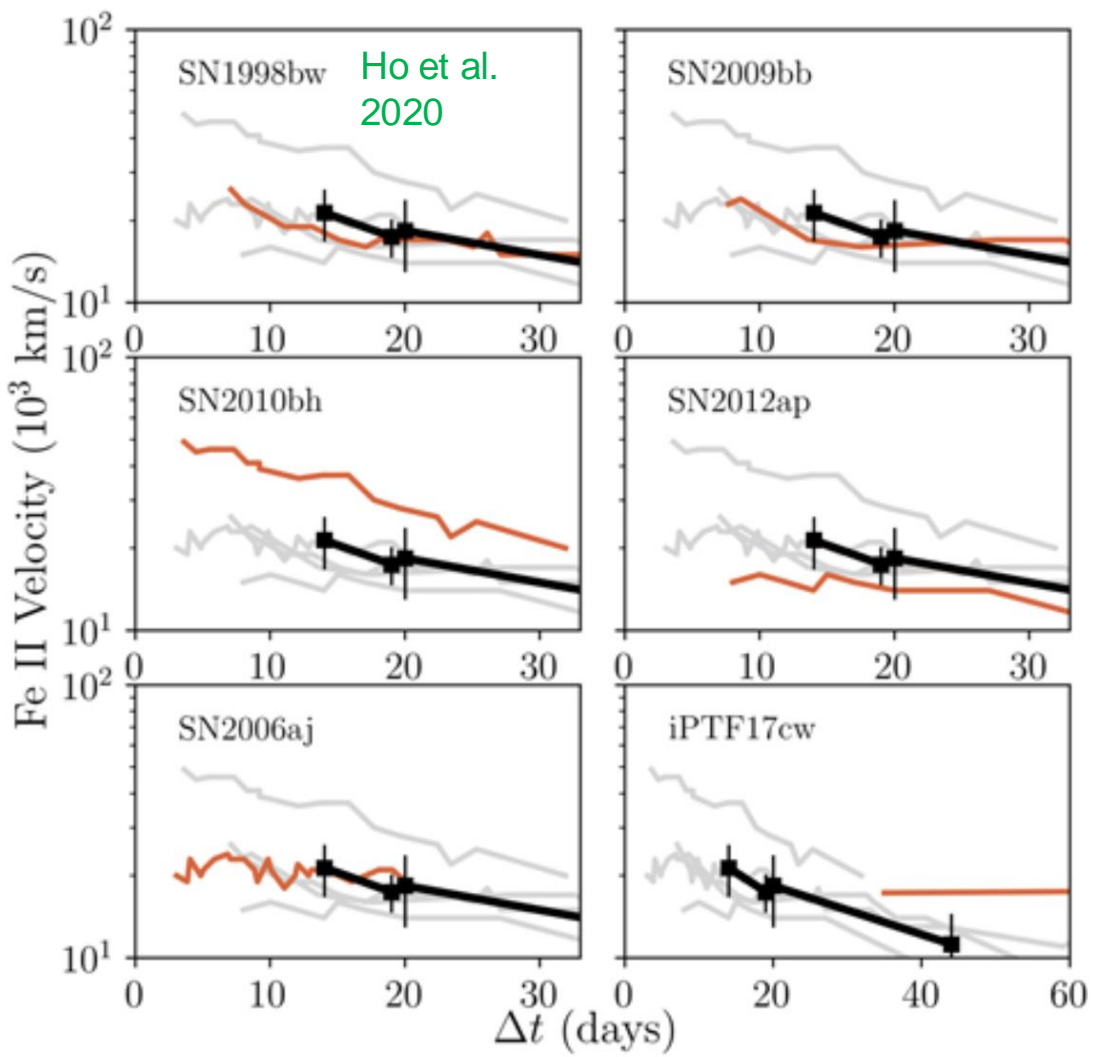 Fe II Velocity (10³ km/s)
10²
10¹
SN1998bw
Ho et al.
2020
SN2009bb
0 10 20 30
0 10 20 30
10²
10¹
SN2010bh
SN2012ap
0 10 20 30
0 10 20 30
10²
10¹
SN2006aj
iPTF17cw
0 10 20 30
0 20 40 60
Δt (days)